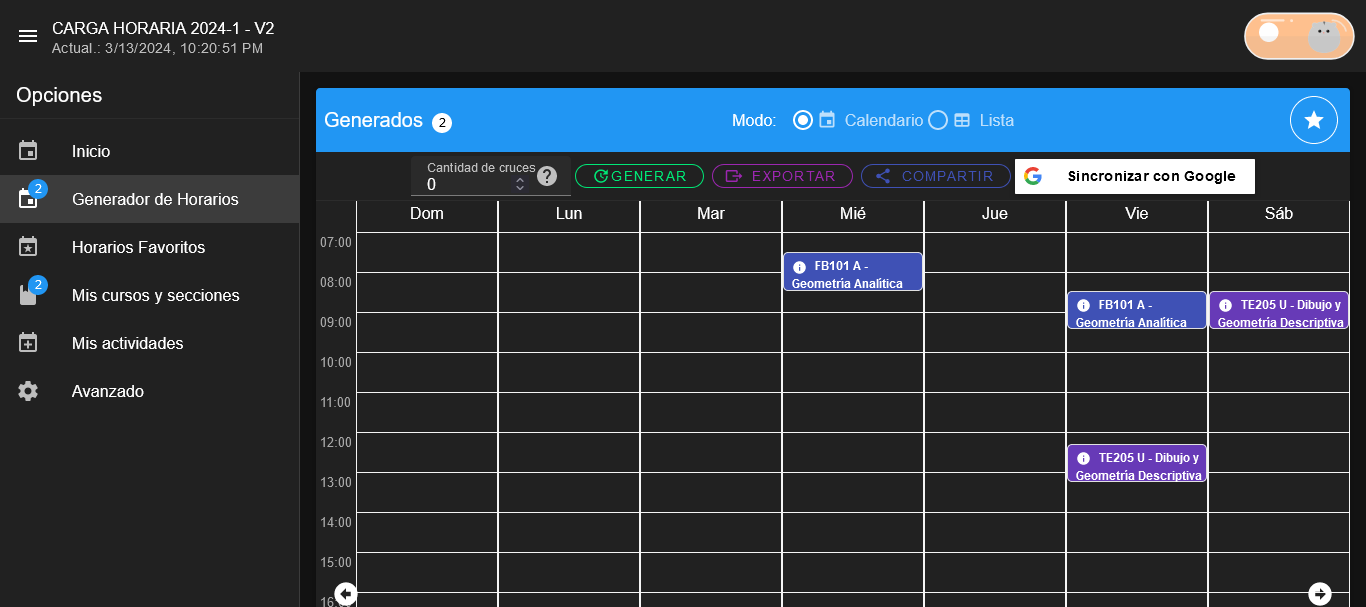 CARGA HORARIA 2024-1 - V2
Actual.: 3/13/2024, 10:20:51 PM
Opciones
Inicio
2
Generador de Horarios
Horarios Favoritos
2
Mis cursos y secciones
Mis actividades
Avanzado
Generados 2
Modo: Calendario Lista
Cantidad de cruces
0
?
GENERAR
EXPORTAR
COMPARTIR
Sincronizar con Google
Dom Lun Mar Mié Jue Vie Sáb
07:00
FB101 A -
Geometría Analítica
08:00
FB101 A -
Geometría Analítica
TE205 U - Dibujo y
Geometría Descriptiva
09:00
10:00
11:00
12:00
TE205 U - Dibujo y
Geometría Descriptiva
13:00
14:00
15:00